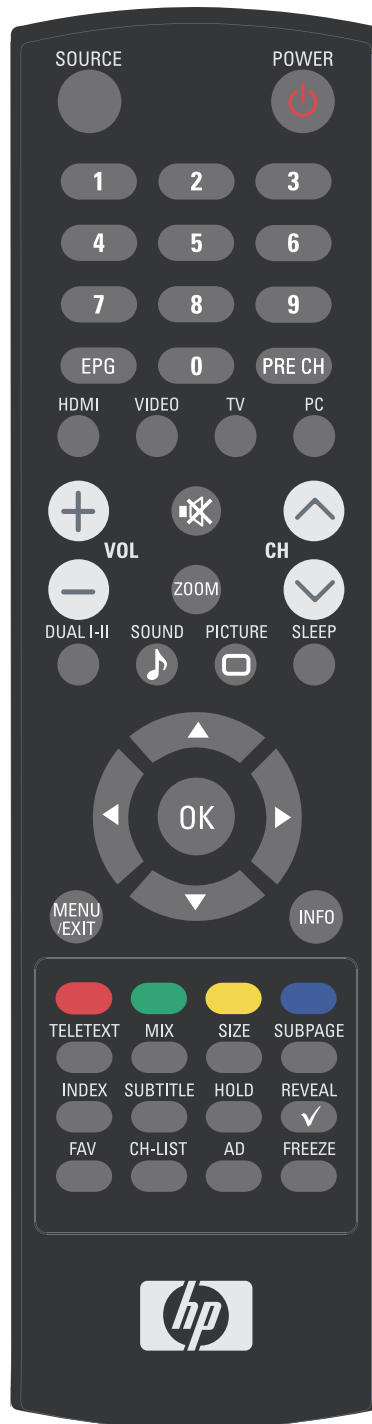 SOURCE POWER
1 2 3
4 5 6
7 8 9
EPG 0 PRE CH
HDMI VIDEO TV PC
VOL CH
ZOOM
DUAL I-II SOUND PICTURE SLEEP
OK
MENU
/EXIT
INFO
TELETEXT MIX SIZE SUBPAGE
INDEX SUBTITLE HOLD REVEAL
FAV CH-LIST AD FREEZE
hp